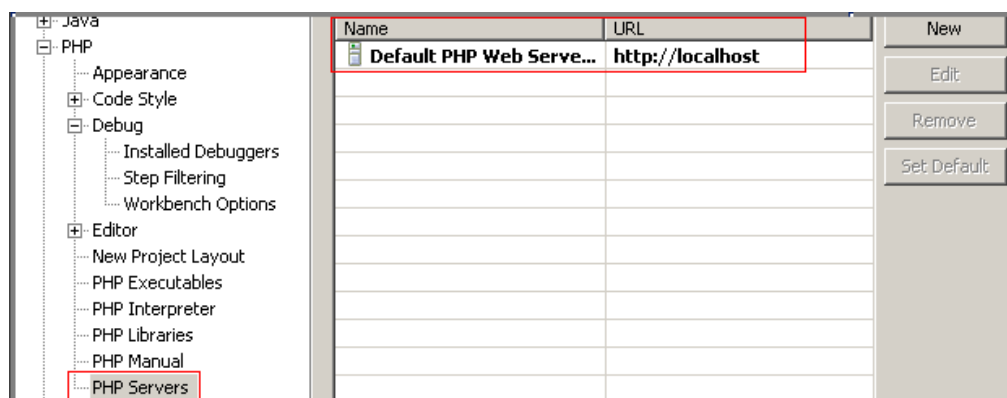 Java
PHP
Appearance
Code Style
Debug
Installed Debuggers
Step Filtering
Workbench Options
Editor
New Project Layout
PHP Executables
PHP Interpreter
PHP Libraries
PHP Manual
PHP Servers
Name URL
Default PHP Web Serve... http://localhost
New
Edit
Remove
Set Default